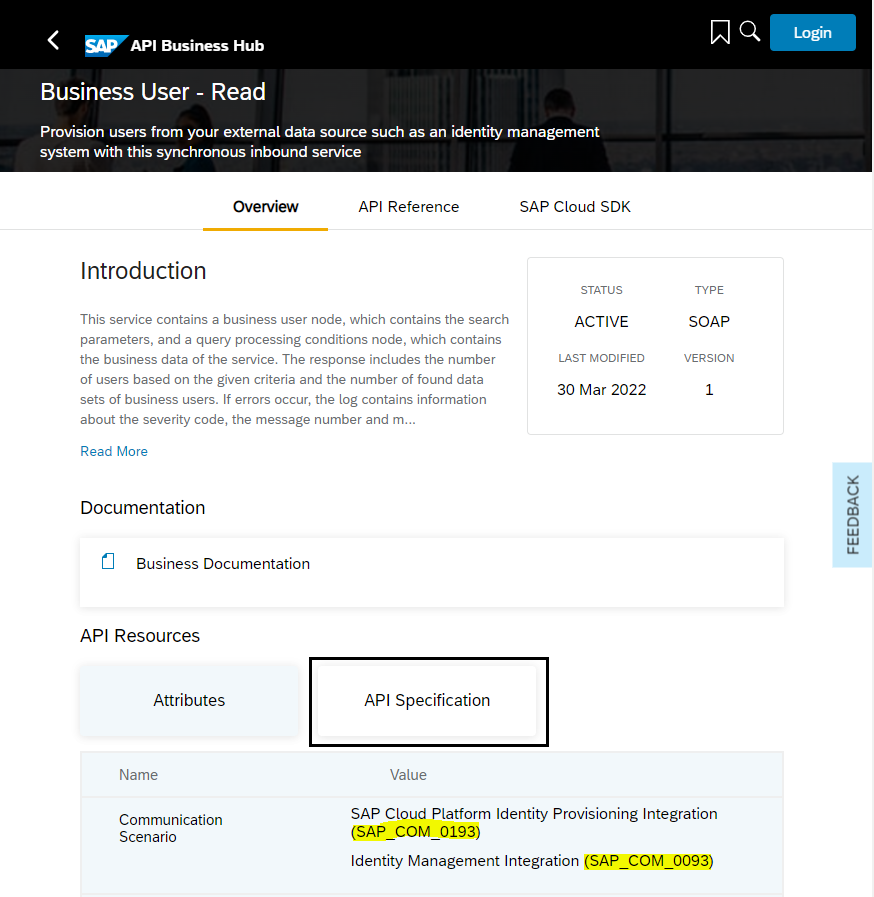 SAP API Business Hub
Login
Business User - Read
Provision users from your external data source such as an identity management
system with this synchronous inbound service
Overview
API Reference
SAP Cloud SDK
Introduction
This service contains a business user node, which contains the search
parameters, and a query processing conditions node, which contains
the business data of the service. The response includes the number
of users based on the given criteria and the number of found data
sets of business users. If errors occur, the log contains information
about the severity code, the message number and m...
Read More
STATUS
TYPE
ACTIVE
SOAP
LAST MODIFIED
VERSION
30 Mar 2022
1
FEEDBACK
Documentation
Business Documentation
API Resources
Attributes
API Specification
Name
Value
Communication
Scenario
SAP Cloud Platform Identity Provisioning Integration
(SAP_COM_0193)
Identity Management Integration (SAP_COM_0093)